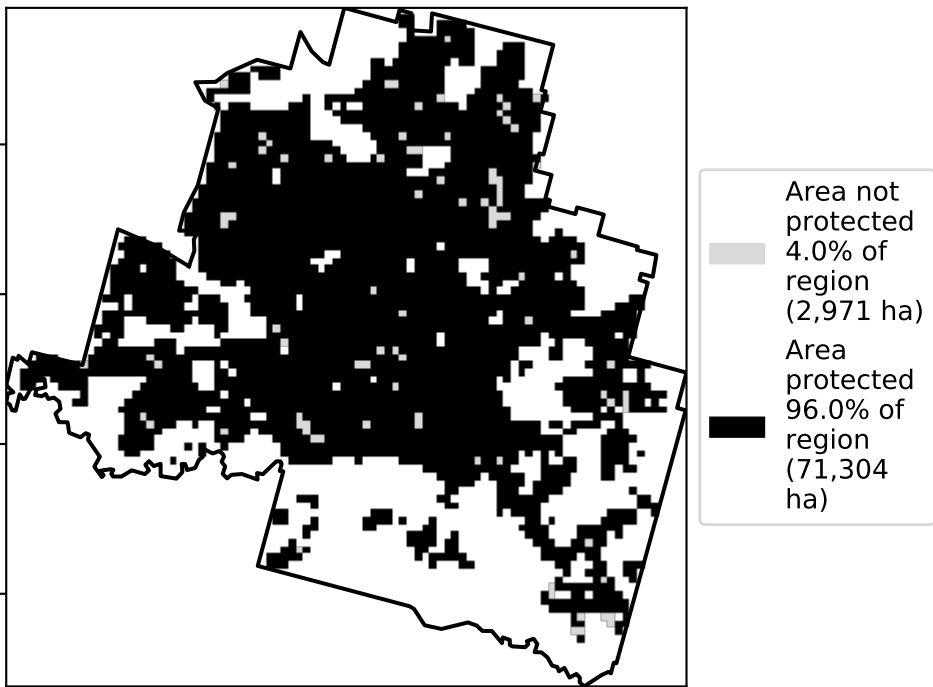 Area not
protected
4.0% of
region
(2,971 ha)
Area
protected
96.0% of
region
(71,304
ha)